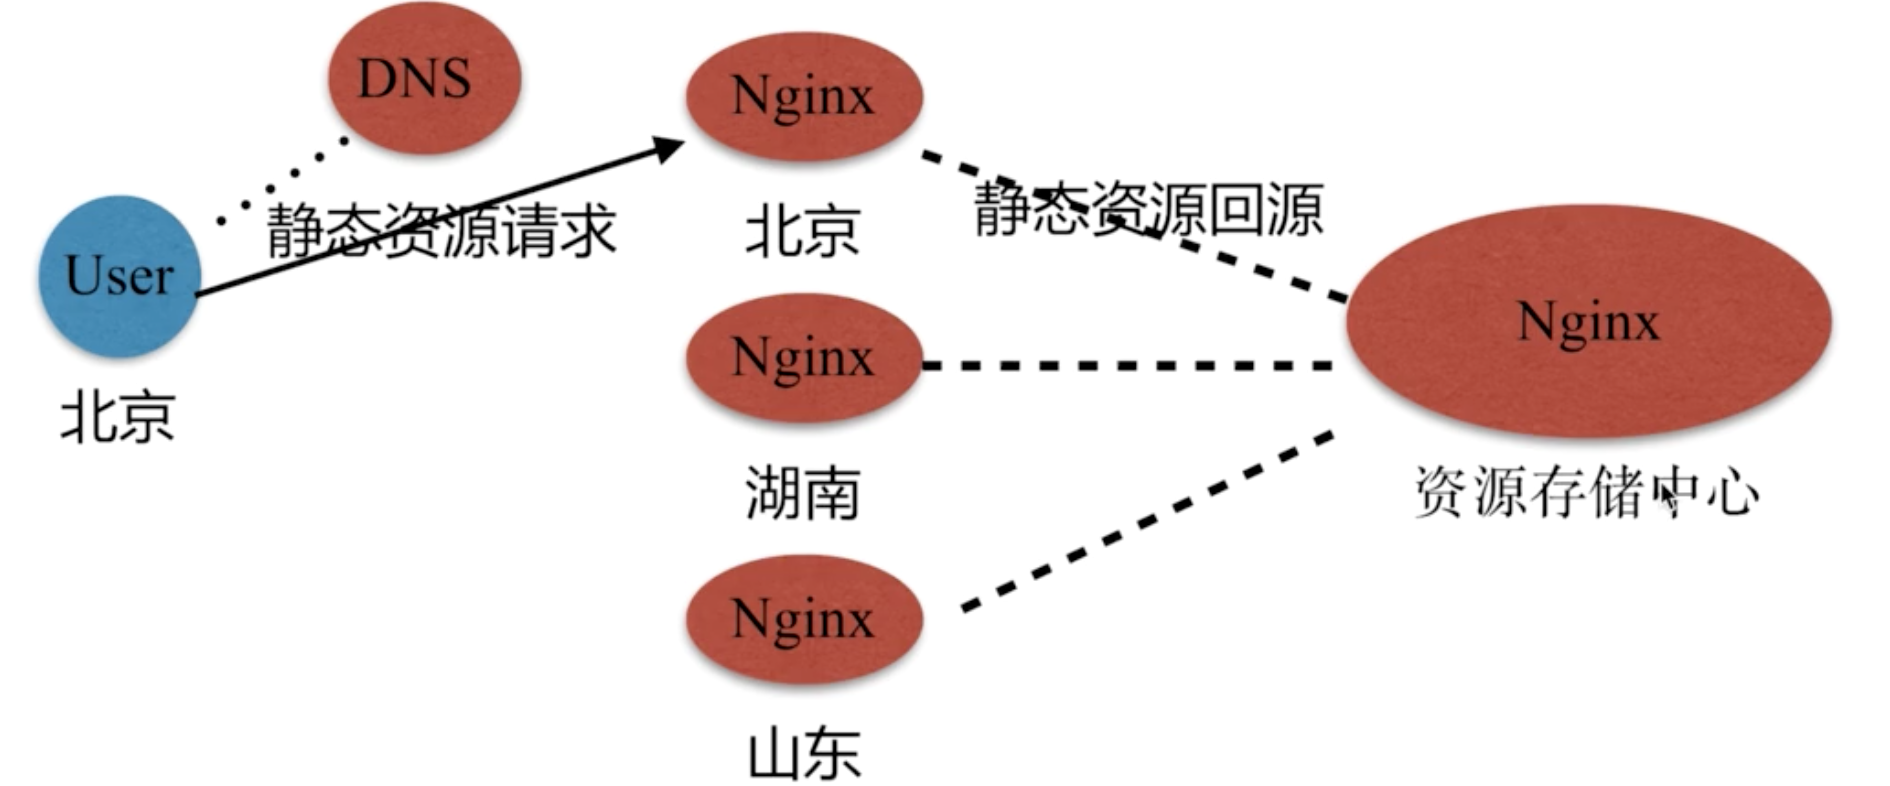 DNS
Nginx
静态资源请求
北京
静态资源回源
User
北京
Nginx
湖南
Nginx
资源存储中心
Nginx
山东